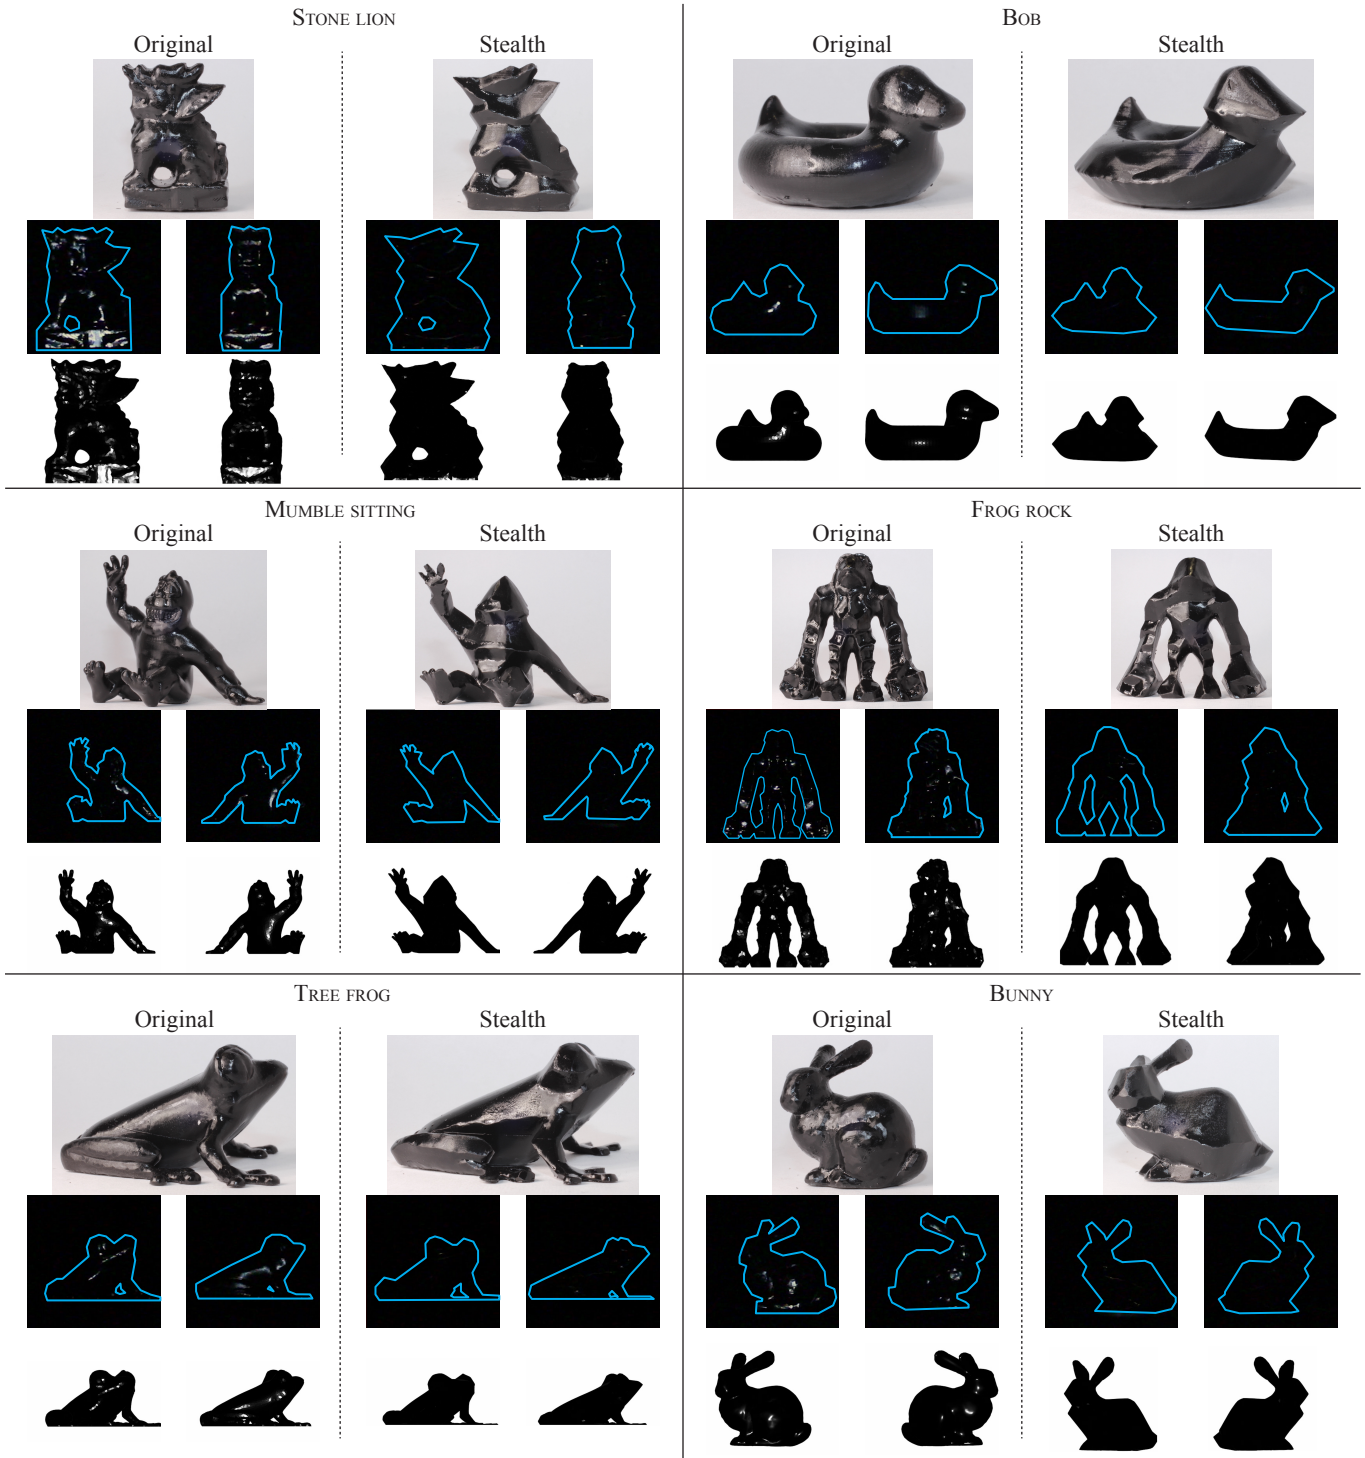 STONE LION
Original
Stealth
BOB
Original
Stealth
MUMBLE SITTING
Original
Stealth
FROG ROCK
Original
Stealth
TREE FROG
Original
Stealth
BUNNY
Original
Stealth